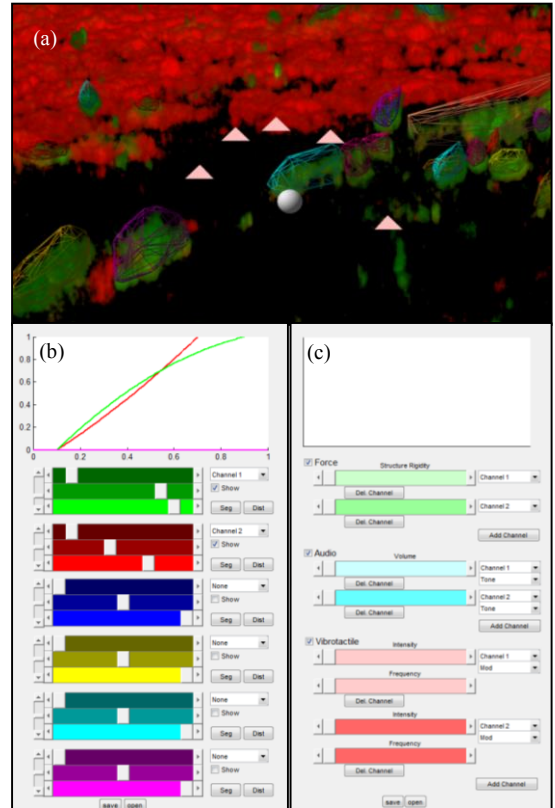 (a)
(b)
1
0.8
0.6
0.4
0.2
0
0 0.2 0.4 0.6 0.8 1
Channel 1
Show
Seg Dist
Channel 2
Show
Seg Dist
None
Show
Seg Dist
None
Show
Seg Dist
None
Show
Seg Dist
None
Show
Seg Dist
save open
(c)
Force
Structure Rigidity
Channel 1
Del. Channel
Channel 2
Del. Channel
Add Channel
Audio
Volume
Channel 1
Tone
Del. Channel
Channel 2
Tone
Del. Channel
Add Channel
Vibrotactile
Intensity
Channel 1
Mod
Frequency
Del. Channel
Intensity
Channel 2
Mod
Frequency
Del. Channel
Add Channel
save open